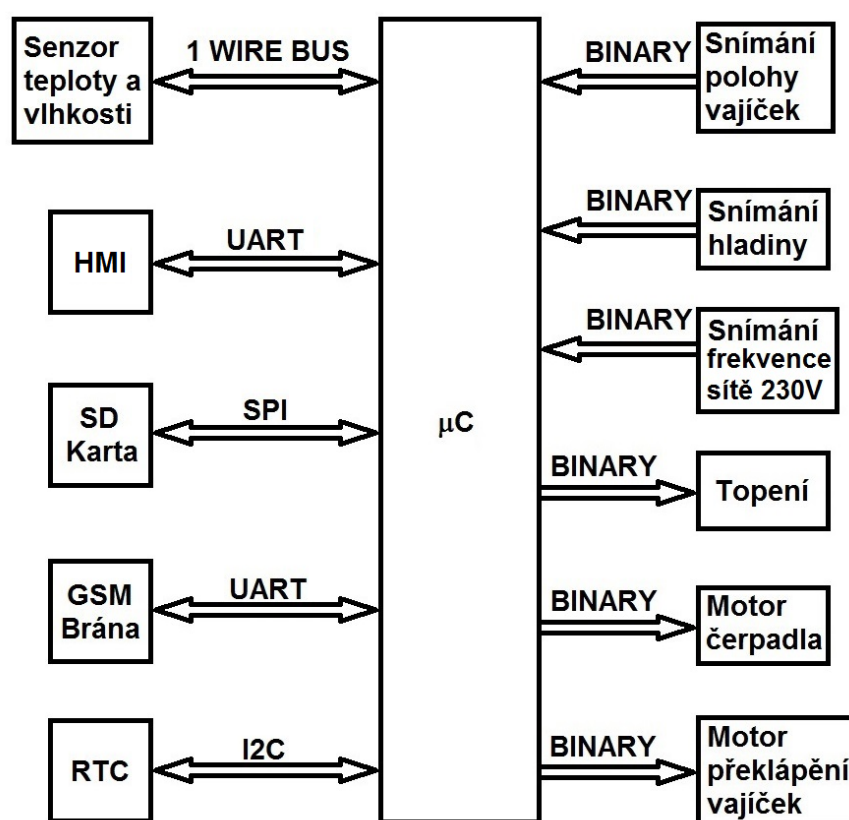 Senzor
teploty a
vlhkosti
1 WIRE BUS
HMI
UART
SD
Karta
SPI
GSM
Brána
UART
RTC
I2C
μC
BINARY
Snímání
polohy
vajíček
BINARY
Snímání
hladiny
BINARY
Snímání
frekvence
sítě 230V
BINARY
Topení
BINARY
Motor
čerpadla
BINARY
Motor
překlápění
vajíček